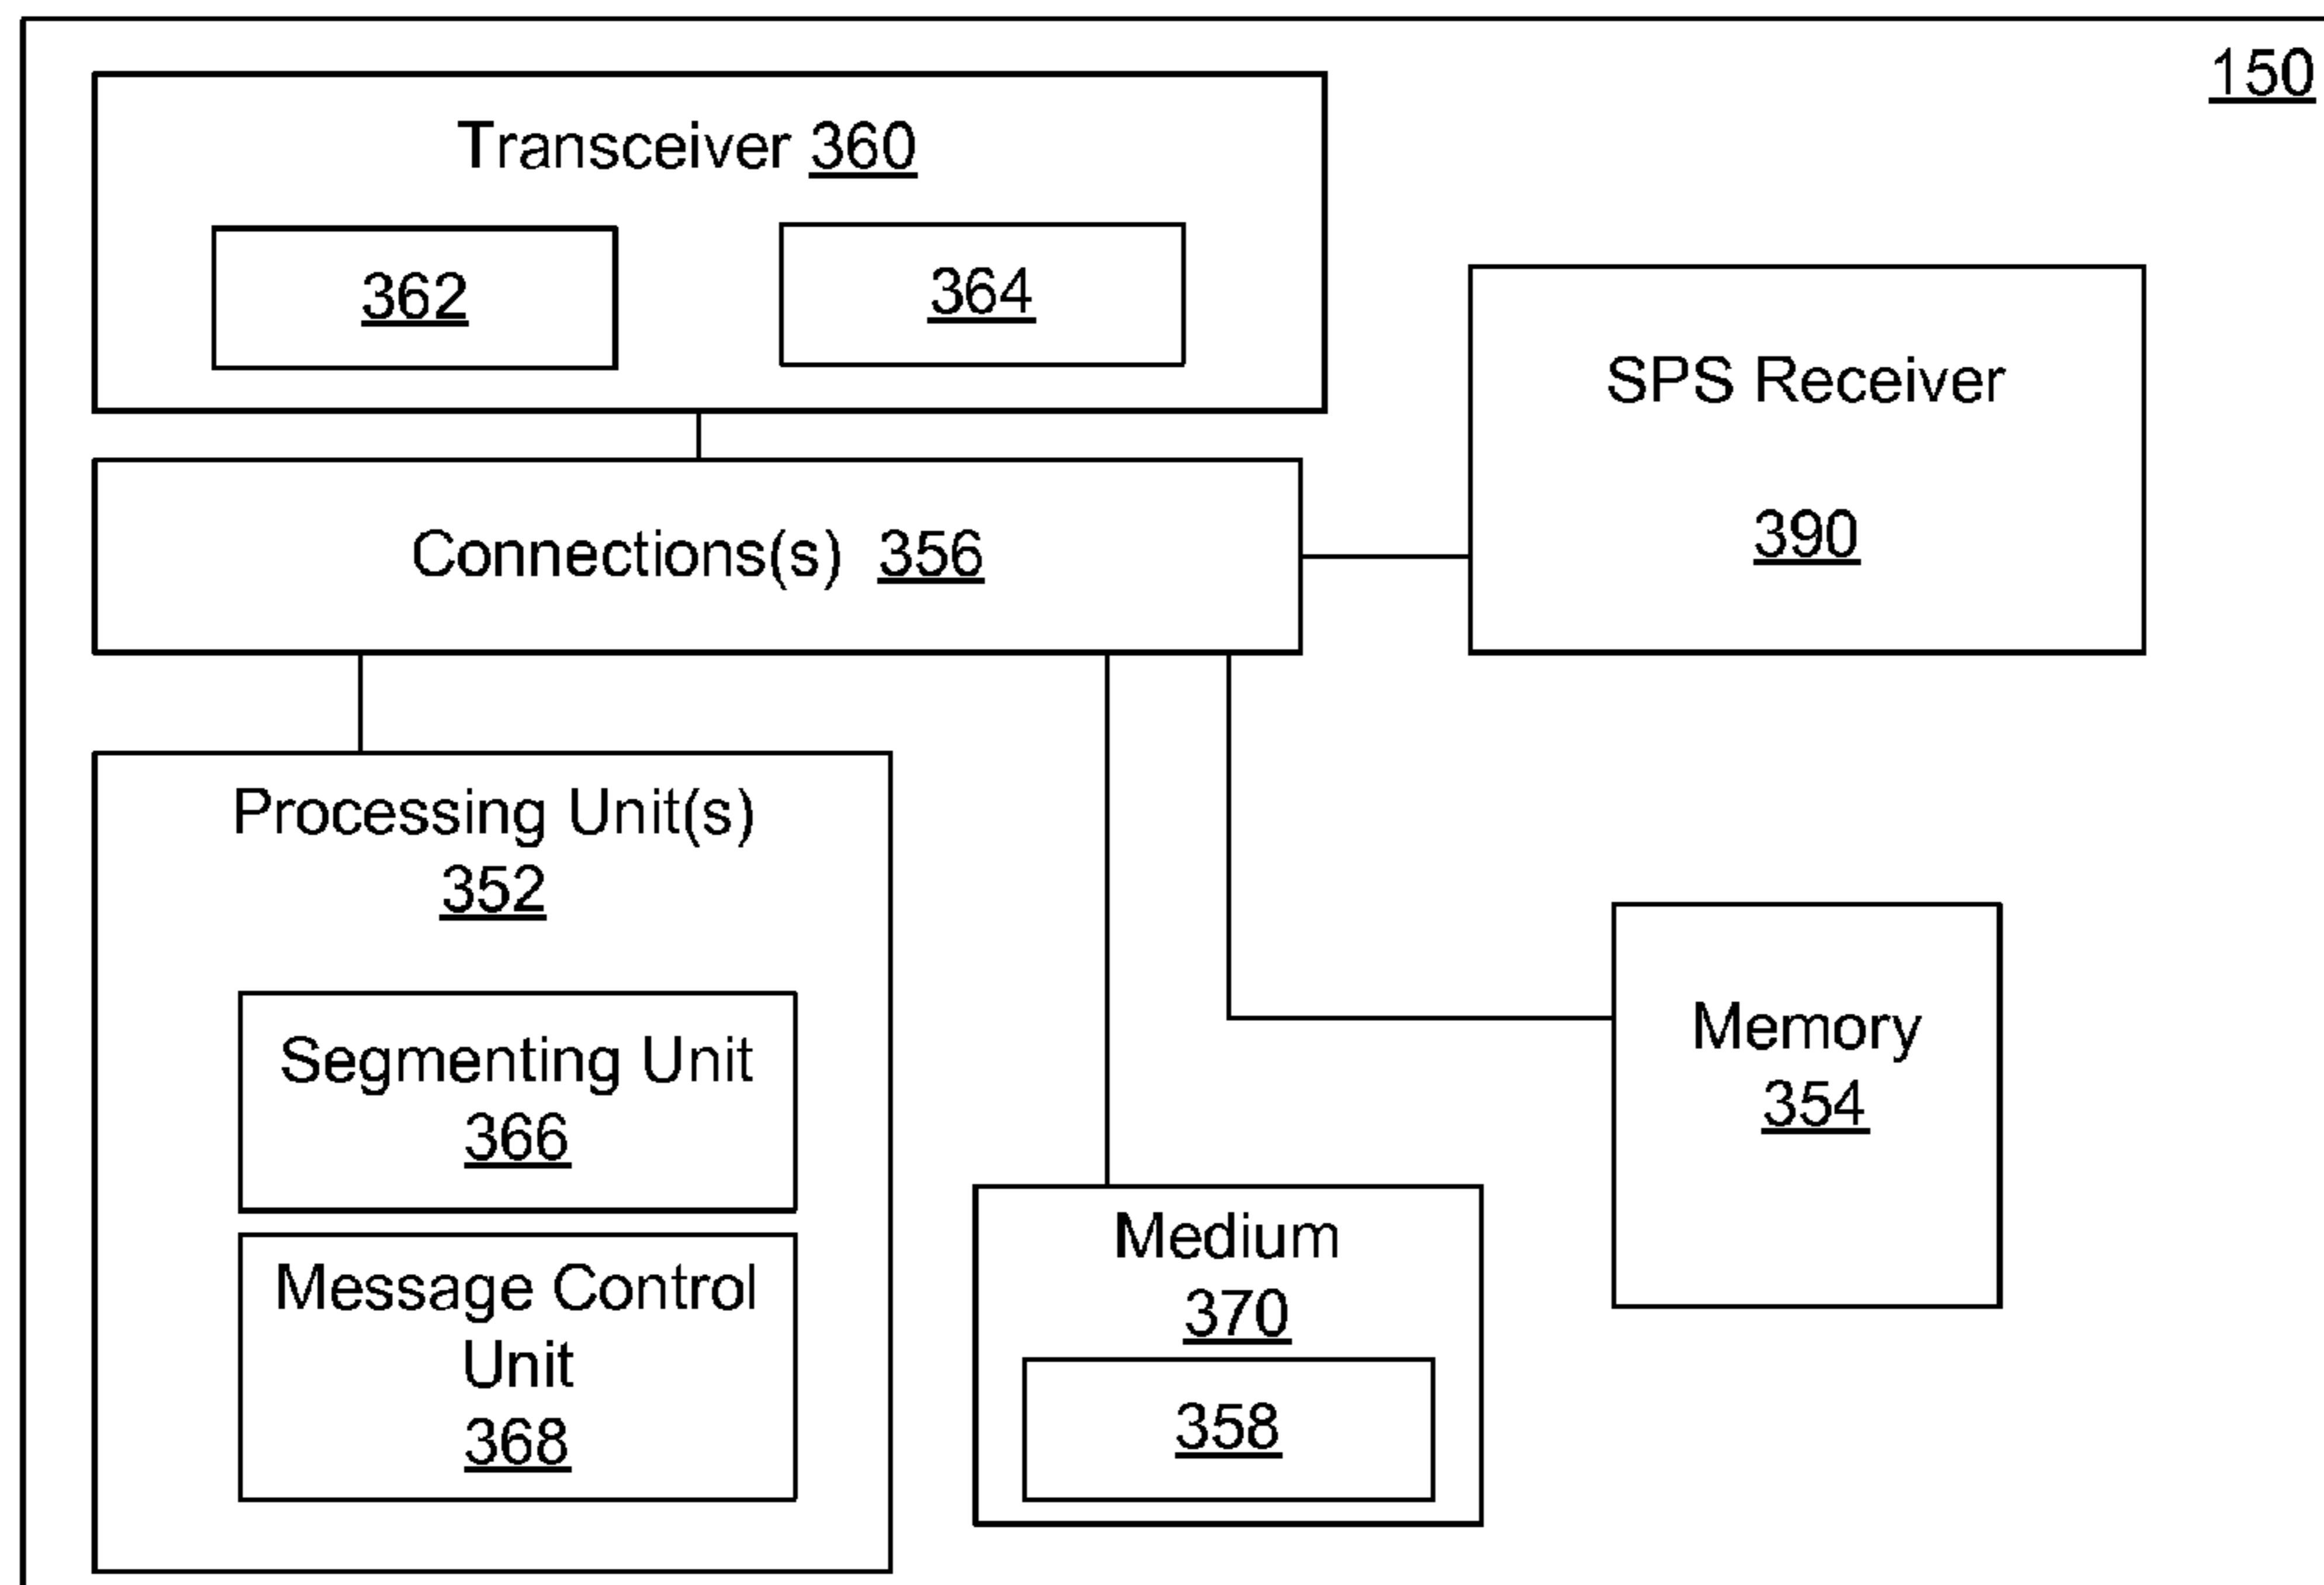 150
Transceiver 360
362
364
SPS Receiver
390
Connections(s) 356
Processing Unit(s)
352
Segmenting Unit
366
Message Control
Unit
368
Medium
370
358
Memory
354